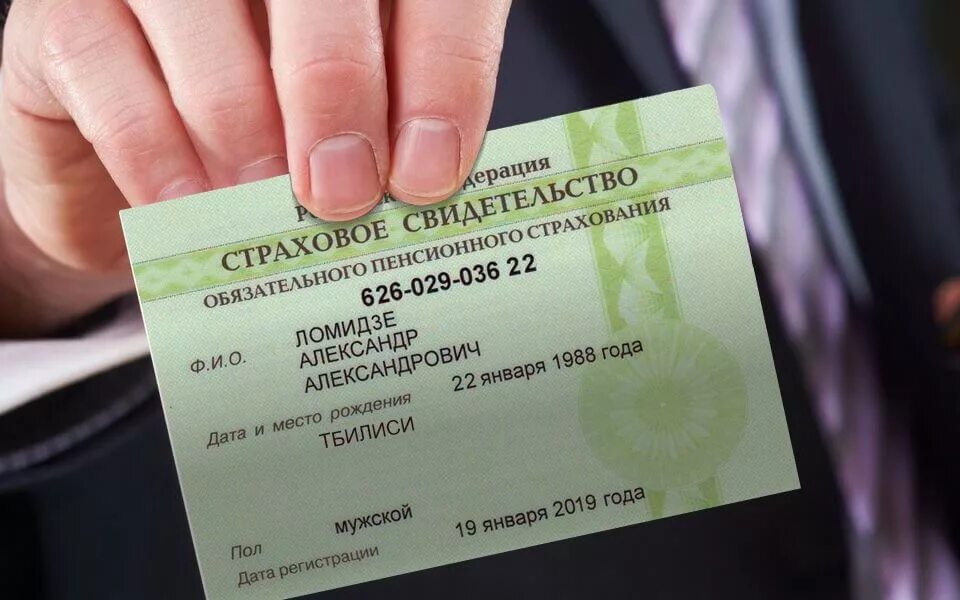 дерация
СТРАХОВОЕ СВИДЕТЕЛЬСТВО
ОБЯЗАТЕЛЬНОГО ПЕНСИОННОГО СТРАХОВАНИЯ
626-029-036 22
Ф.И.О. ЛОМИДЗЕ
АЛЕКСАНДР
АЛЕКСАНДРОВИЧ
Дата и место рождения 22 января 1988 года
ТБИЛИСИ
Пол мужской
Дата регистрации 19 января 2019 года